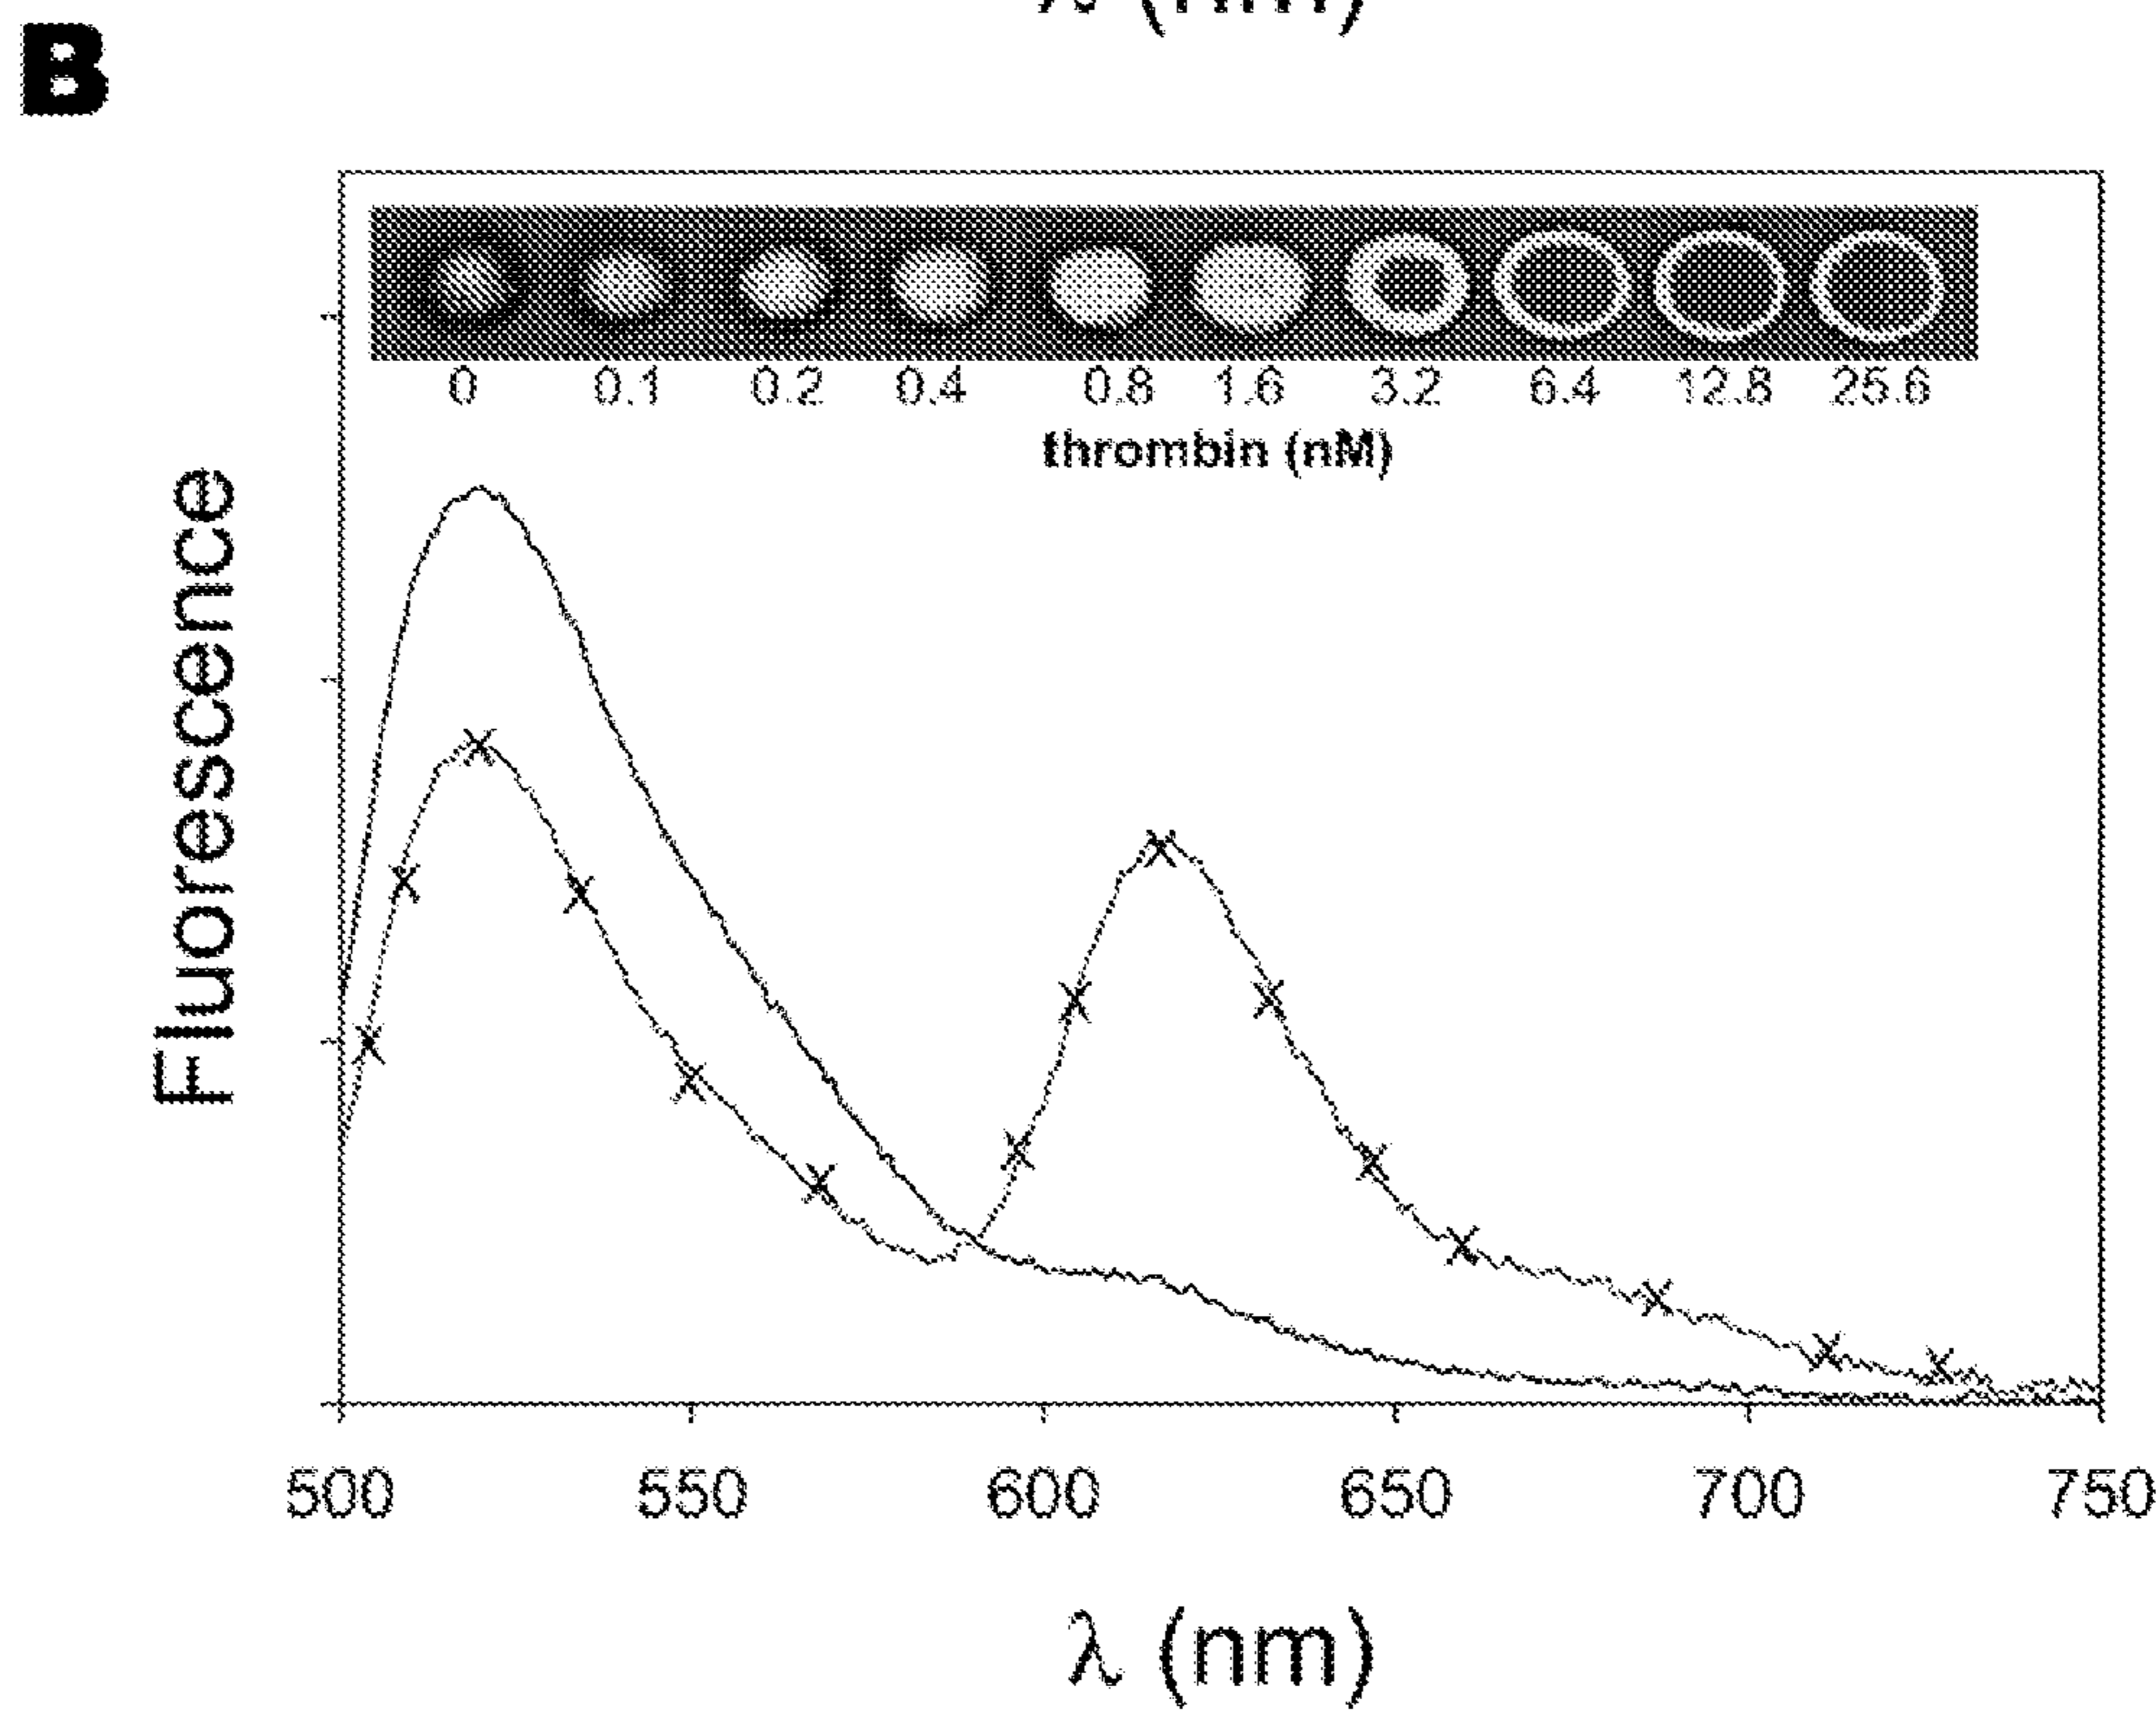 λ (nm)
B
0 0.1 0.2 0.4 0.8 1.6 3.2 6.4 12.8 25.6
thrombin (nM)
Fluorescence
500 550 600 650 700 750
λ (nm)